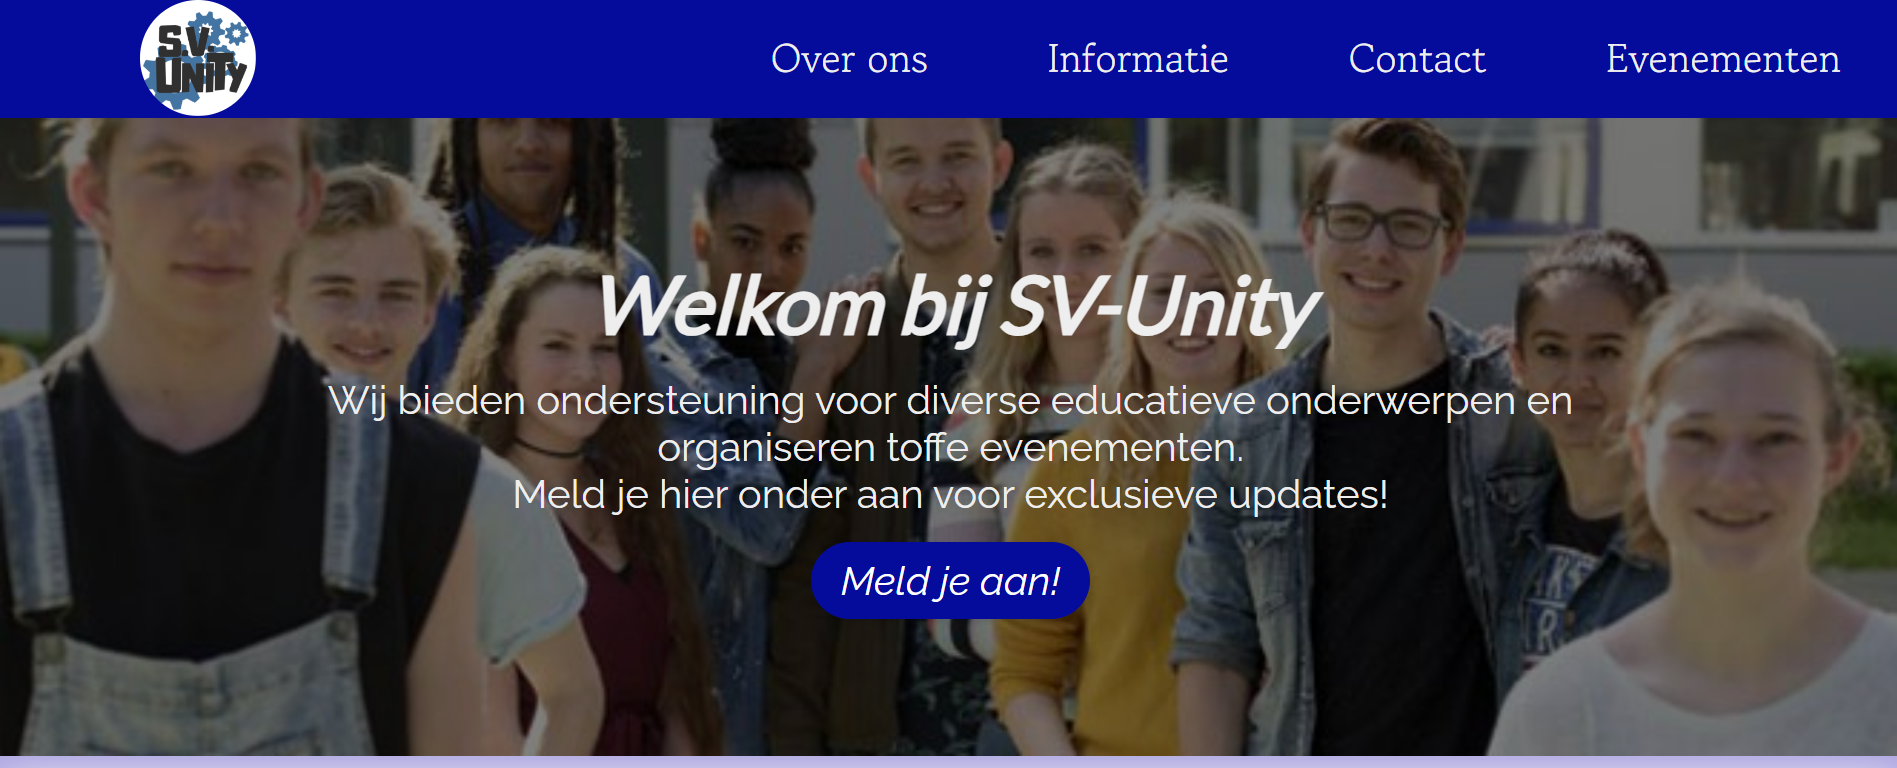 S.V.
UNiTy
Over ons
Informatie
Contact
Evenementen
Welkom bij SV-Unity
Wij bieden ondersteuning voor diverse educatieve onderwerpen en
organiseren toffe evenementen.
Meld je hier onder aan voor exclusieve updates!
Meld je aan!